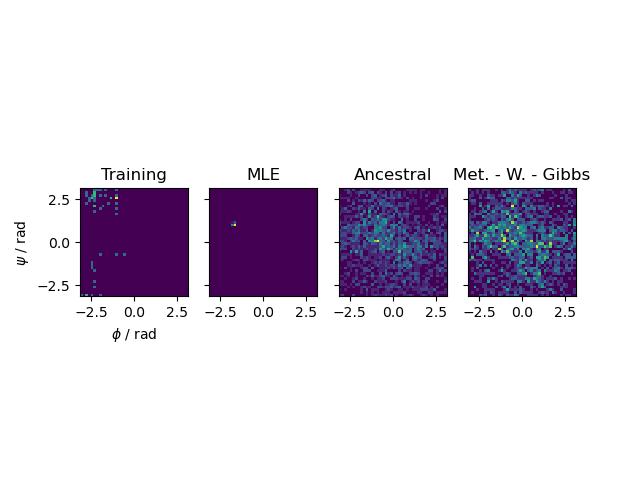 Training MLE Ancestral Met. - W. - Gibbs
2.5
0.0
−2.5
ψ / rad
−2.5 0.0 2.5 −2.5 0.0 2.5 −2.5 0.0 2.5 −2.5 0.0 2.5
ϕ / rad